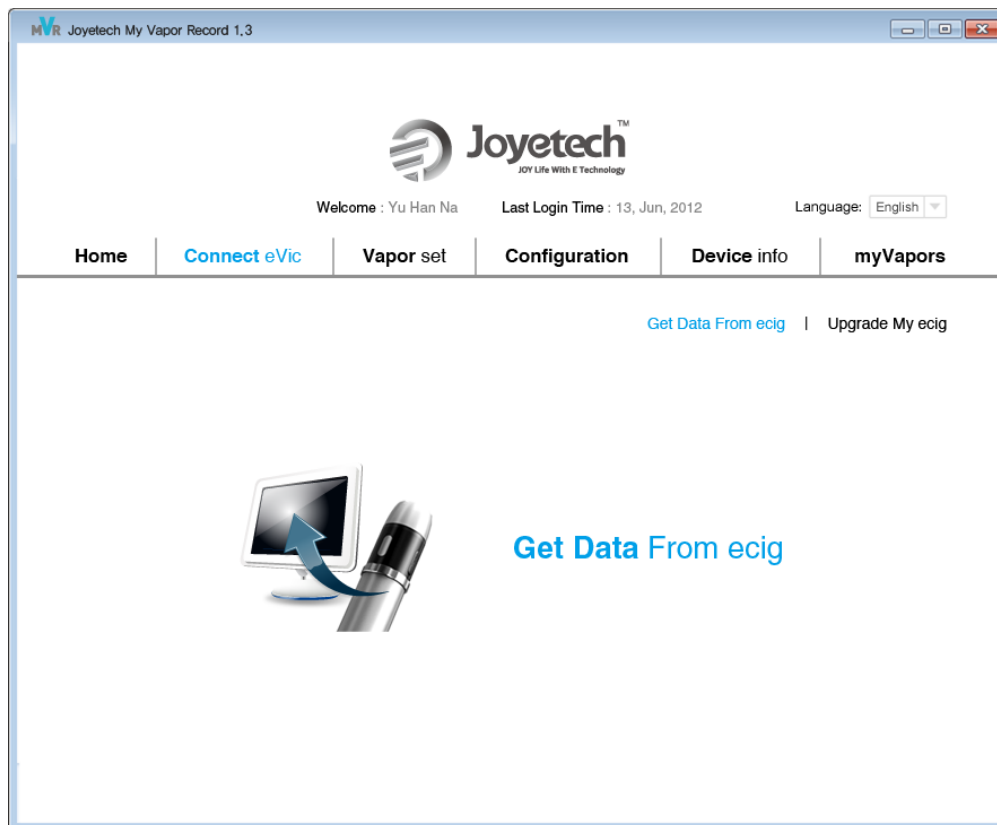 MVR Joyetech My Vapor Record 1.3
Joyetech™
JOY Life With E Technology
Welcome : Yu Han Na Last Login Time : 13, Jun, 2012 Language: English
Home Connect eVic Vapor set Configuration Device info myVapors
Get Data From ecig | Upgrade My ecig
Get Data From ecig